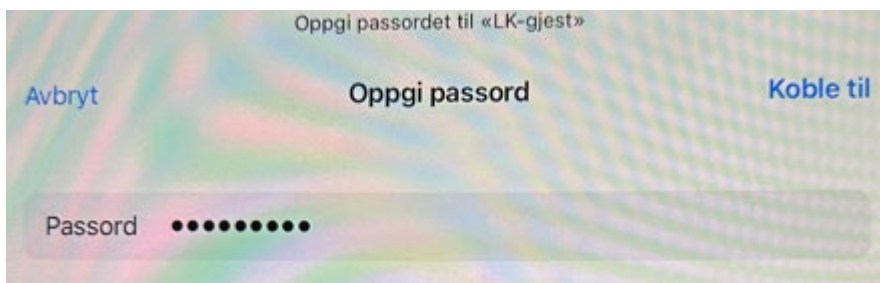 Oppgi passordet til «LK-gjest»
Avbryt Oppgi passord Koble til
Passord •••••••••